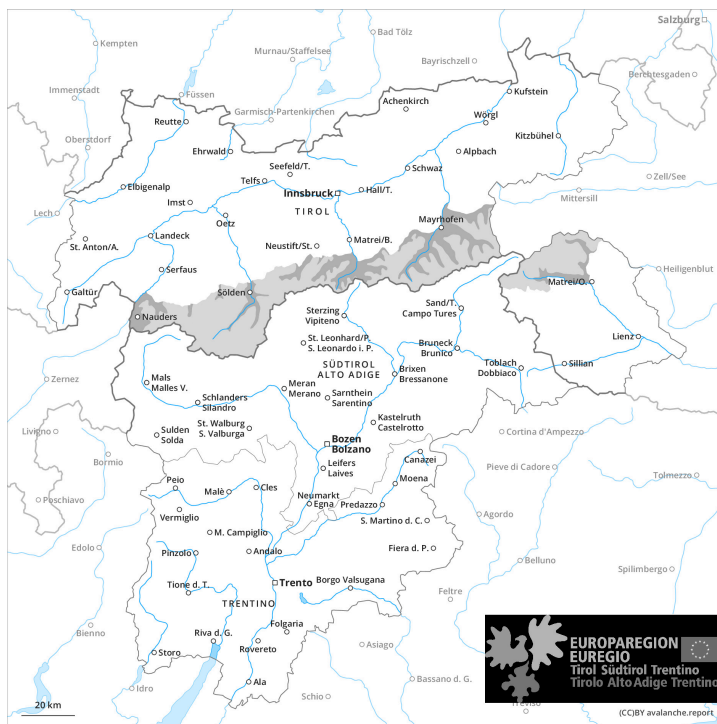 Salzburg
Kempten
Bad Tölz
Murnau/Staffelsee
Bayrischzell
Berchtesgaden
Immenstadt
Füssen
Garmisch-Partenkirchen
Achenkirch
Kufstein
Reutte
Wörgl
Oberstdorf
Ehrwald
Kitzbühel
Alpbach
Seefeld/T.
Schwaz
Zell/See
Telfs
Elbigenalp
Innsbruck
Hall/T.
Mittersill
Imst
TIROL
Lech
Oetz
Mayrhofen
Landeck
St. Anton/A.
Neustift/St.
Matrei/B.
Serfaus
Heiligenblut
Galtür
Sölden
Matrei/O.
Nauders
Sterzing
Vipiteno
Sand/T.
Campo Tures
Lienz
St. Leonhard/P.
S. Leonardo i. P.
Bruneck
Brunico
SÜDTIROL
ALTO ADIGE
Toblach
Dobbiaco
Sillian
Brixen
Bressanone
Zernez
Mals
Malles V.
Meran
Merano
Schlanders
Silandro
Sarnthein
Sarentino
Kastelruth
Castelrotto
St. Walburg
S. Valburga
Livigno
Sulden
Solda
Cortina d'Ampezzo
Bozen
Bolzano
Bormio
Canazei
Leifers
Laives
Pieve di Cadore
Tolmezzo
Peio
Malè
Cles
Moena
Poschiavo
Neumarkt
Egna
Predazzo
Vermiglio
Agordo
S. Martino d. C.
M. Campiglio
Edolo
Pinzolo
Andalo
Fiera d. P.
Belluno
Spilimbergo
Tione d. T.
Trento
Borgo Valsugana
Feltre
TRENTINO
Bienno
Folgaria
Riva d. G.
Rovereto
Asiago
Storo
Ala
Idro
Schio
Bassano d. G.
Treviso
EUROPAREGION
EUREGIO
Tirol Südtirol Trentino
Tirolo Alto Adige Trentino
20 km
(CC)BY avalanche.report